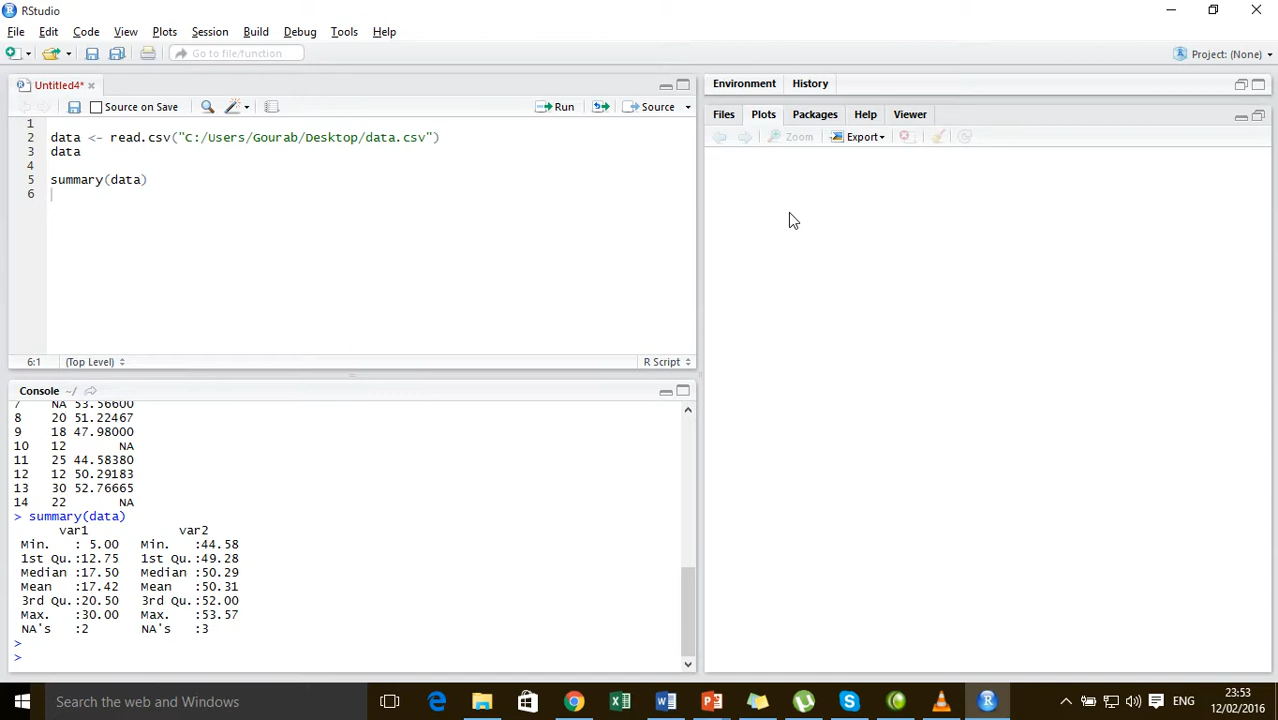 RStudio
File Edit Code View Plots Session Build Debug Tools Help
Go to file/function
Project: (None)
Untitled4*
Source on Save
Run
Source
1
2 data <- read.csv("C:/Users/Gourab/Desktop/data.csv")
3 data
4
5 summary(data)
6
6:1 (Top Level) R Script
Console ~/
7 NA 53.56600
8 20 51.22467
9 18 47.98000
10 12 NA
11 25 44.58380
12 12 50.29183
13 30 52.76665
14 22 NA
> summary(data)
var1 var2
Min. : 5.00 Min. :44.58
1st Qu.:12.75 1st Qu.:49.28
Median :17.50 Median :50.29
Mean :17.42 Mean :50.31
3rd Qu.:20.50 3rd Qu.:52.00
Max. :30.00 Max. :53.57
NA's :2 NA's :3
>
>
Environment History
Files Plots Packages Help Viewer
Zoom Export
Search the web and Windows
ENG
23:53
12/02/2016